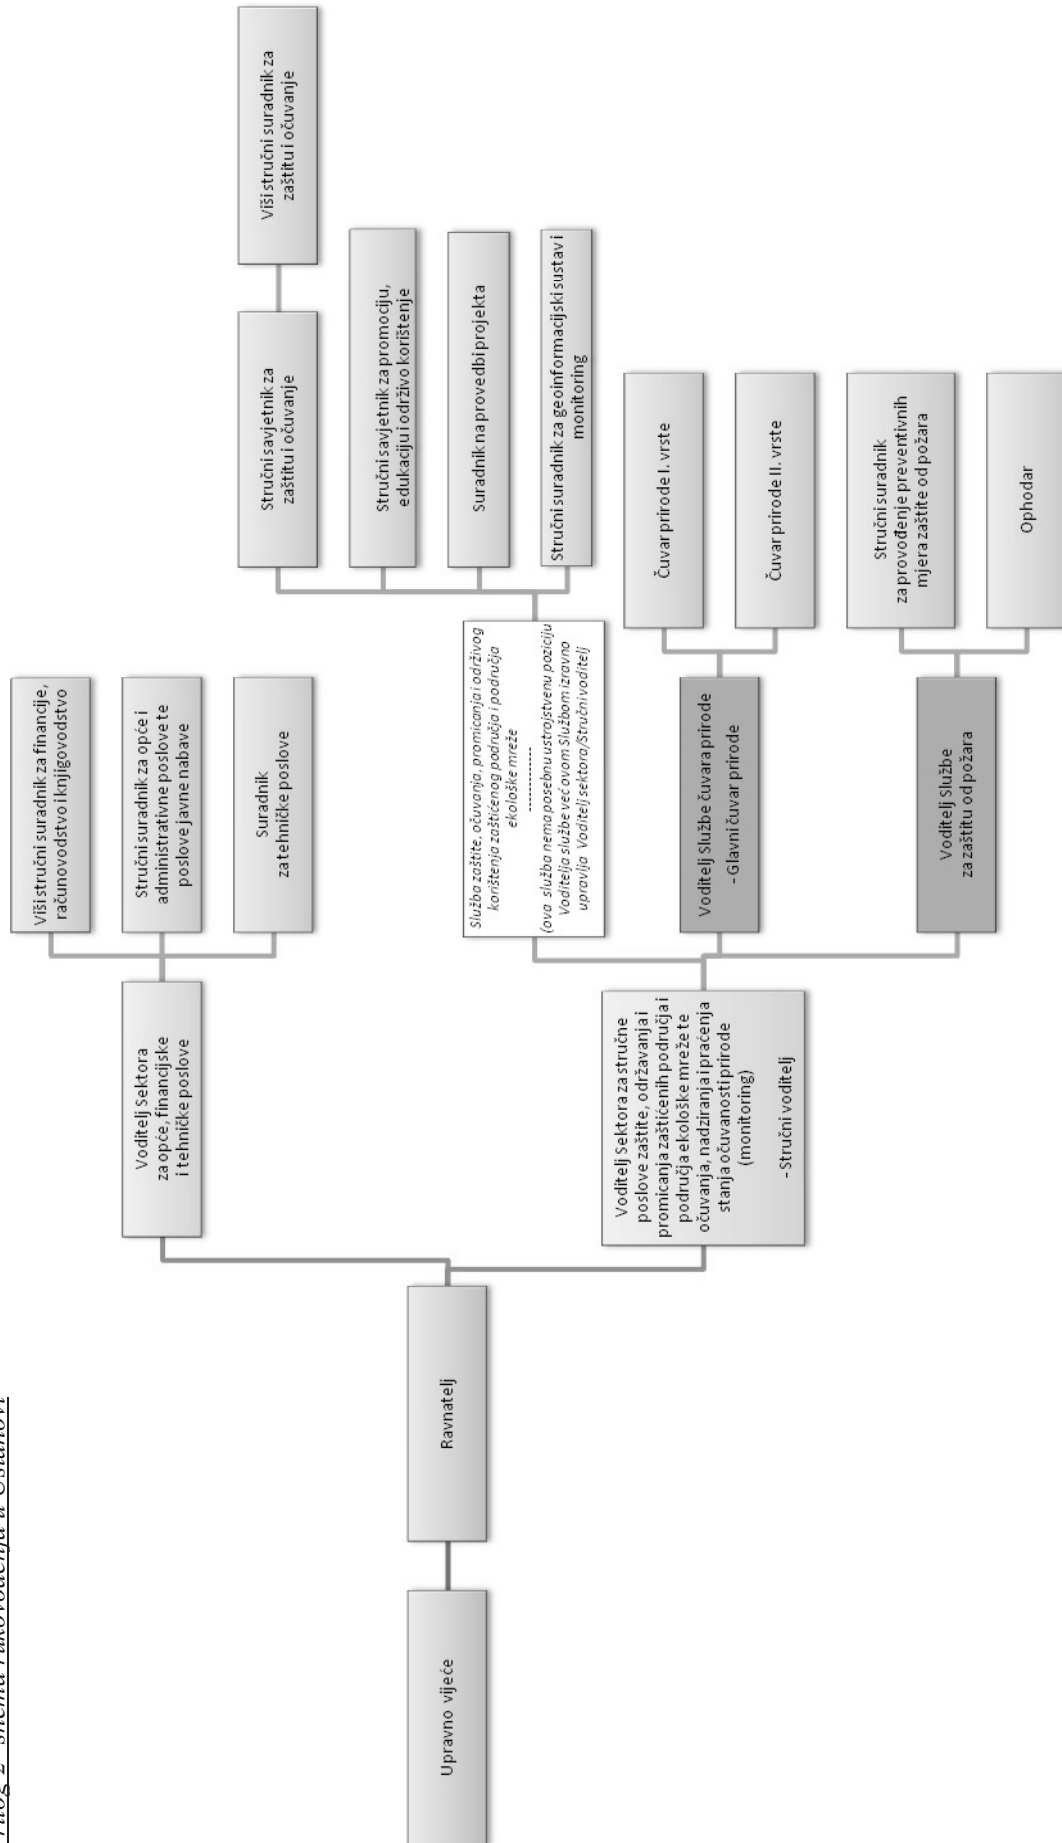 shema rukovođenja u Ustanovi
Upravno vijeće
Ravnatelj
Voditelj Sektora
za opće, financijske
i tehničke poslove
Viši stručni suradnik za financije,
računovodstvo i knjigovodstvo
Stručni suradnik za opće i
administrativne poslove te
poslove javne nabave
Suradnik
za tehničke poslove
Voditelj Sektora za stručne
poslove zaštite, održavanja i
promicanja zaštićenih područja i
područja ekološke mreže te
očuvanja, nadziranja i praćenja
stanja očuvanosti prirode
(monitoring)
- Stručni voditelj
Služba zaštite, očuvanja, promicanja i održivog
korištenja zaštićenog područja i područja
ekološke mreže
------------
(ova služba nema posebnu ustrojstvenu poziciju
Voditelja službe već ovom Službom izravno
upravlja Voditelj sektora/Stručni voditelj
Stručni savjetnik za
zaštitu i očuvanje
Viši stručni suradnik za
zaštitu i očuvanje
Stručni savjetnik za promociju,
edukaciju i održivo korištenje
Suradnik na provedbi projekta
Stručni suradnik za geoinformacijski sustav i
monitoring
Voditelj Službe čuvara prirode
- Glavni čuvar prirode
Čuvar prirode I. vrste
Čuvar prirode II. vrste
Voditelj Službe
za zaštitu od požara
Stručni suradnik
za provođenje preventivnih
mjera zaštite od požara
Ophodar